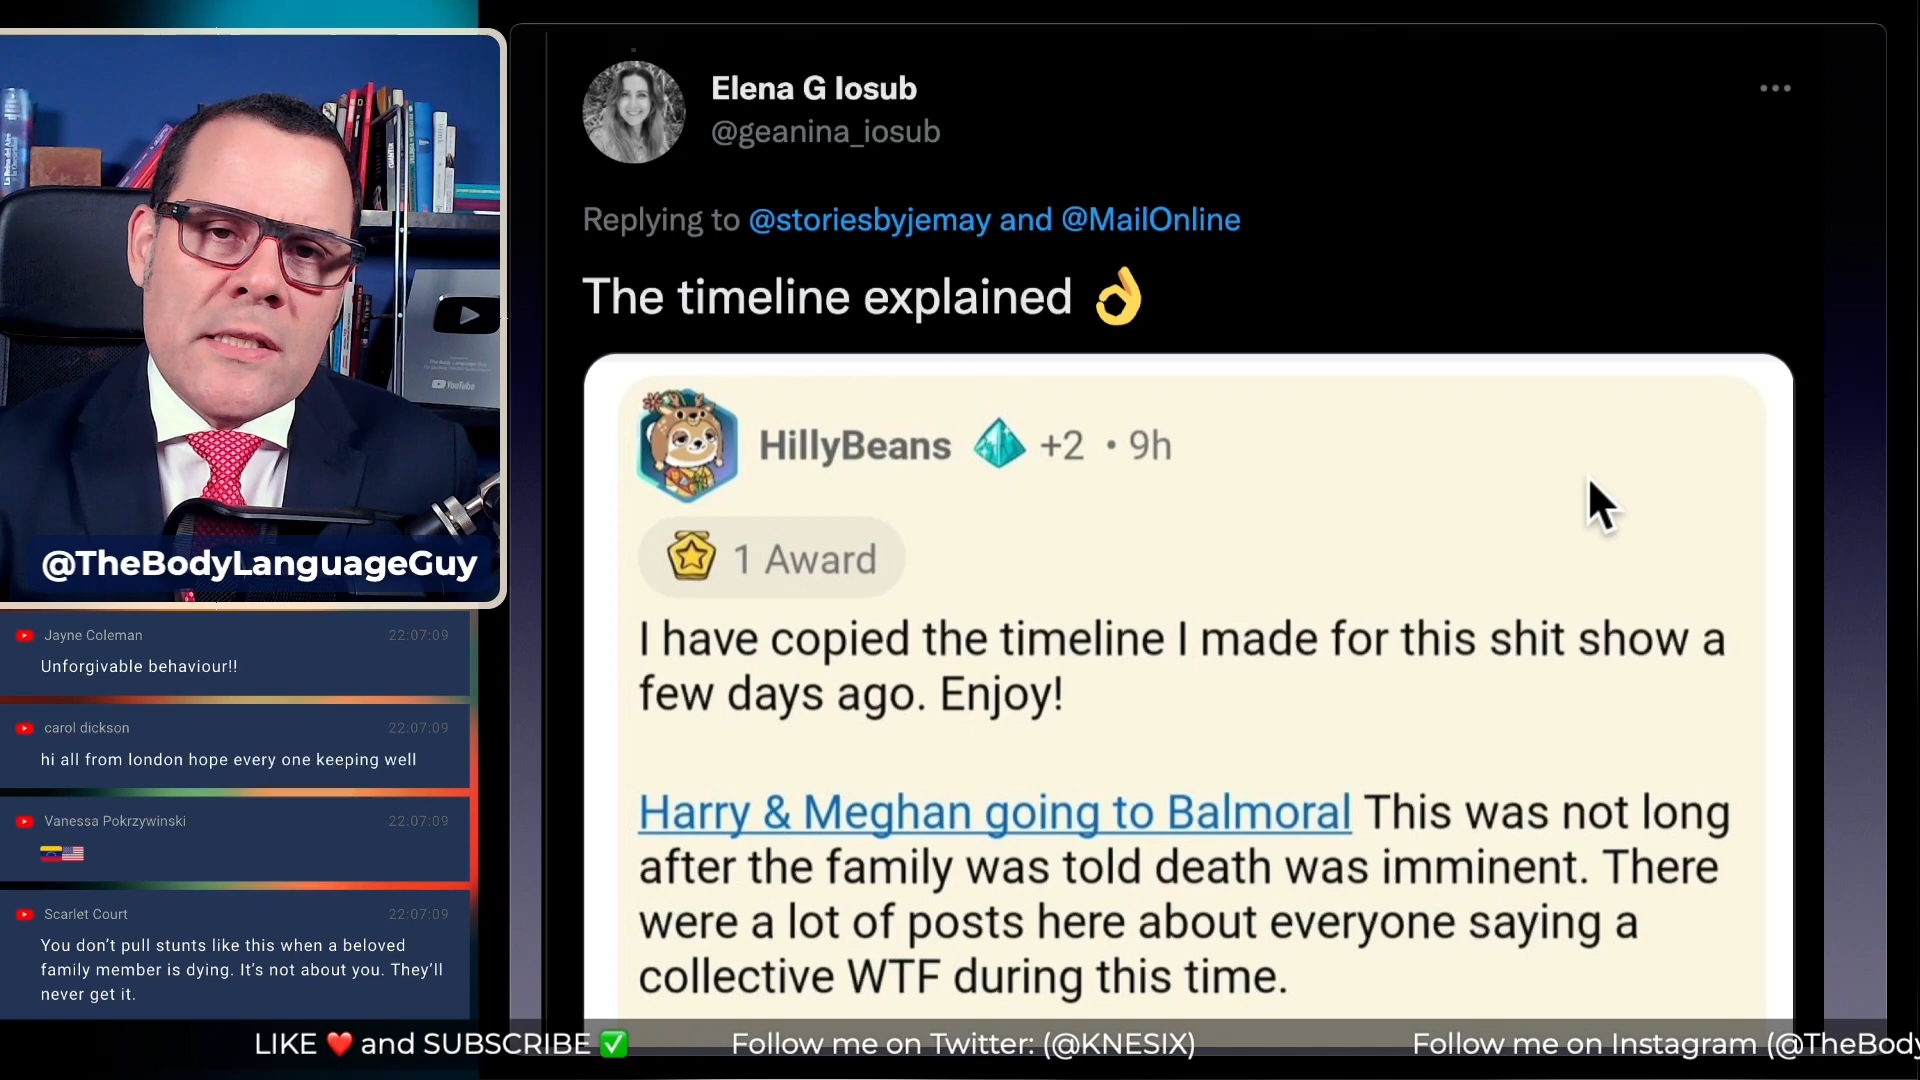 Elena G Iosub
@geanina_iosub
Replying to @storiesbyjemay and @MailOnline
The timeline explained 👌
HillyBeans +2 • 9h
1 Award
I have copied the timeline I made for this shit show a
few days ago. Enjoy!
Harry & Meghan going to Balmoral This was not long
after the family was told death was imminent. There
were a lot of posts here about everyone saying a
collective WTF during this time.
@TheBodyLanguageGuy
YouTube
Jayne Coleman 22:07:09
Unforgivable behaviour!!
carol dickson 22:07:09
hi all from london hope every one keeping well
Vanessa Pokrzywinski 22:07:09
🇻🇪🇺🇸
Scarlet Court 22:07:09
You don’t pull stunts like this when a beloved
family member is dying. It’s not about you. They’ll
never get it.
LIKE ❤️ and SUBSCRIBE ✅ Follow me on Twitter: (@KNESIX) Follow me on Instagram (@TheBody